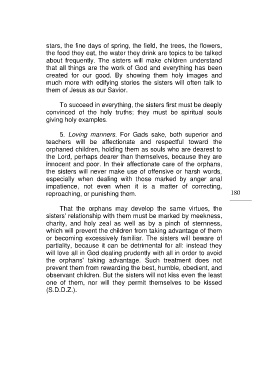 stars, the fine days of spring, the field, the trees, the flowers,
the food they eat, the water they drink are topics to be talked
about frequently. The sisters will make children understand
that all things are the work of God and everything has been
created for our good. By showing them holy images and
much more with edifying stories the sisters will often talk to
them of Jesus as our Savior.
To succeed in everything, the sisters first must be deeply
convinced of the holy truths; they must be spiritual souls
giving holy examples.
5. Loving manners. For Gads sake, both superior and
teachers will be affectionate and respectful toward the
orphaned children, holding them as souls who are dearest to
the Lord, perhaps dearer than themselves, because they are
innocent and poor. In their affectionate care of the orphans,
the sisters will never make use of offensive or harsh words,
especially when dealing with those marked by anger anal
impatience, not even when it is a matter of correcting,
reproaching, or punishing them.
180
That the orphans may develop the same virtues, the
sisters' relationship with them must be marked by meekness,
charity, and holy zeal as well as by a pinch of sternness,
which will prevent the children from taking advantage of them
or becoming excessively familiar. The sisters will beware of
partiality, because it can be detrimental for all: instead they
will love all in God dealing prudently with all in order to avoid
the orphans' taking advantage. Such treatment does not
prevent them from rewarding the best, humble, obedient, and
observant children. But the sisters will not kiss even the least
one of them, nor will they permit themselves to be kissed
(S.D.D.Z.).